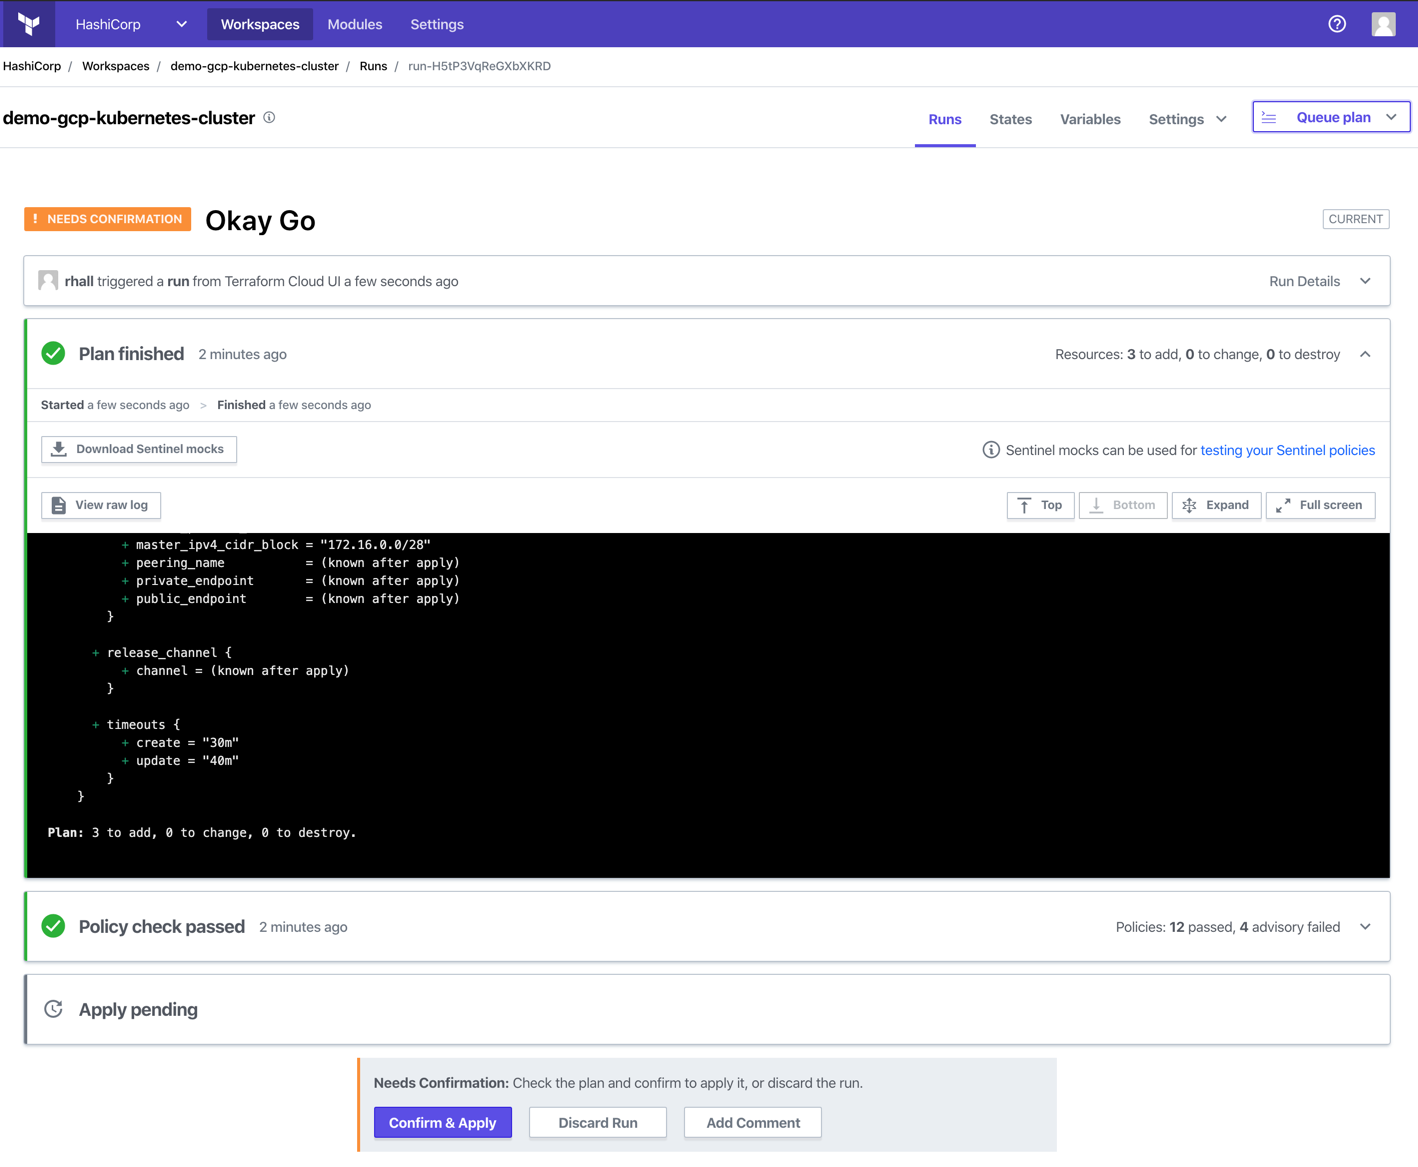 HashiCorp
Workspaces
Modules
Settings
HashiCorp / Workspaces / demo-gcp-kubernetes-cluster / Runs / run-H5tP3VqReGXbXKRD
demo-gcp-kubernetes-cluster
Runs
States
Variables
Settings
Queue plan
! NEEDS CONFIRMATION
Okay Go
CURRENT
rhall triggered a run from Terraform Cloud UI a few seconds ago
Run Details
Plan finished
2 minutes ago
Resources: 3 to add, 0 to change, 0 to destroy
Started a few seconds ago > Finished a few seconds ago
Download Sentinel mocks
Sentinel mocks can be used for testing your Sentinel policies
View raw log
Top
Bottom
Expand
Full screen
+ master_ipv4_cidr_block = "172.16.0.0/28"
+ peering_name = (known after apply)
+ private_endpoint = (known after apply)
+ public_endpoint = (known after apply)
}
+ release_channel {
+ channel = (known after apply)
}
+ timeouts {
+ create = "30m"
+ update = "40m"
}
}
Plan: 3 to add, 0 to change, 0 to destroy.
Policy check passed
2 minutes ago
Policies: 12 passed, 4 advisory failed
Apply pending
Needs Confirmation: Check the plan and confirm to apply it, or discard the run.
Confirm & Apply
Discard Run
Add Comment